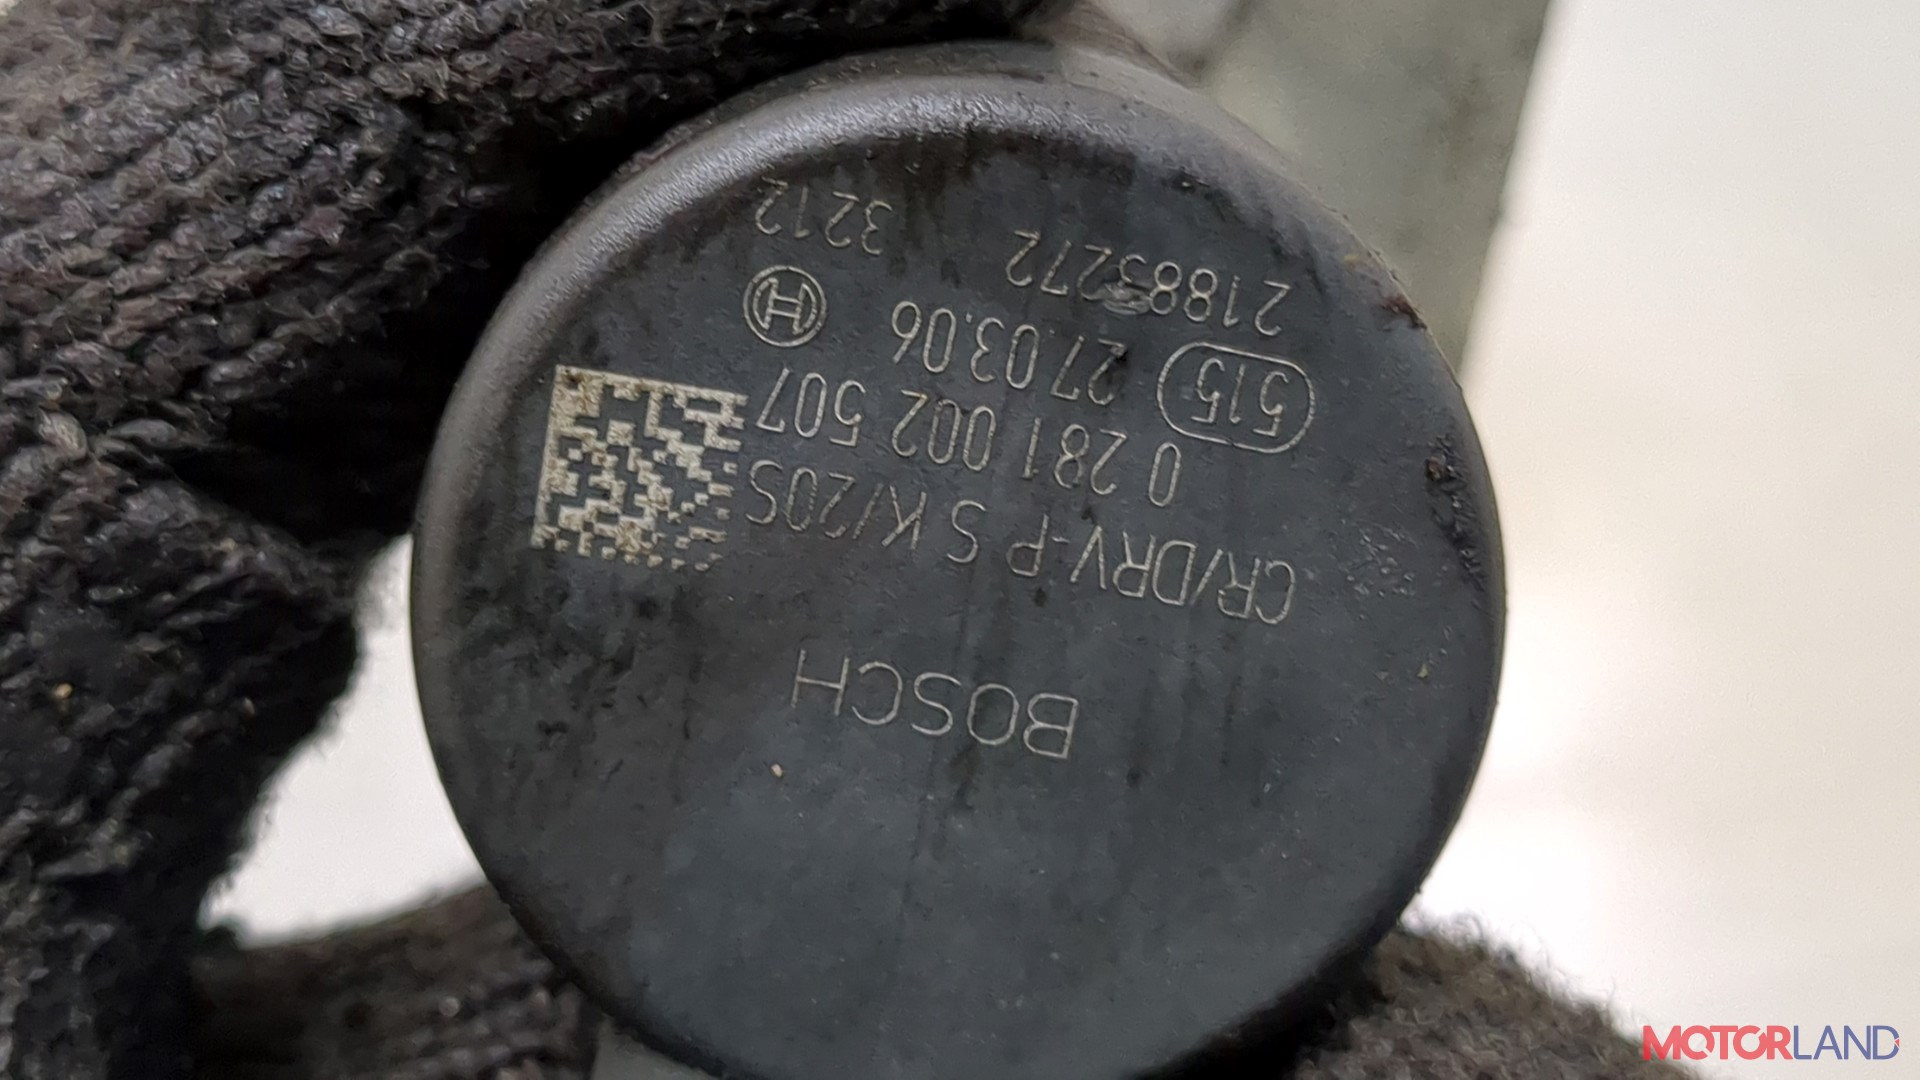 BOSCH
CR/DRV-P S K/20S
0 281 002 507
515 27.03.06
21883272 3212
MOTORLAND